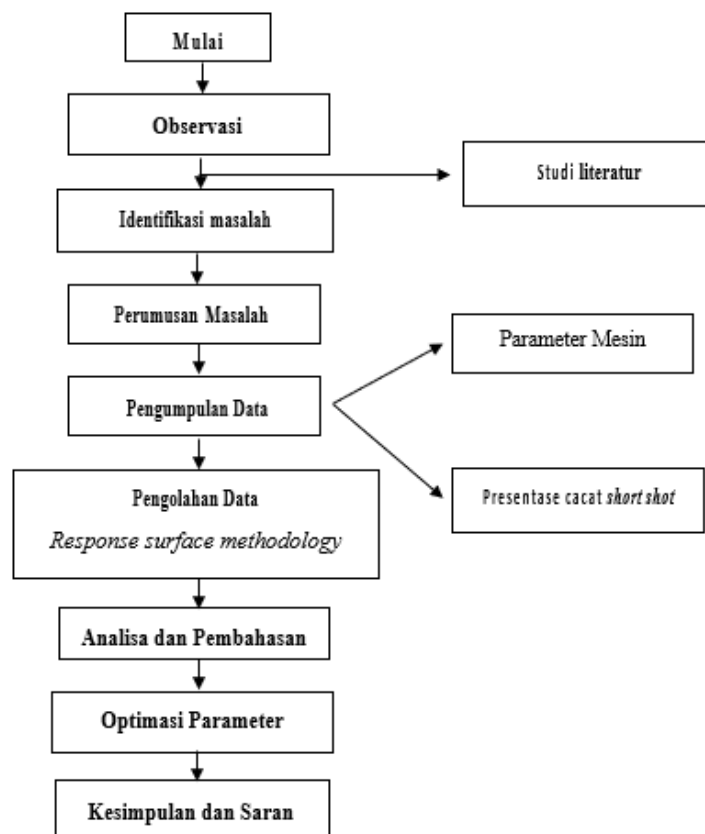 Mulai
Observasi
Studi literatur
Identifikasi masalah
Perumusan Masalah
Parameter Mesin
Pengumpulan Data
Presentase cacat short shot
Pengolahan Data
Response surface methodology
Analisa dan Pembahasan
Optimasi Parameter
Kesimpulan dan Saran